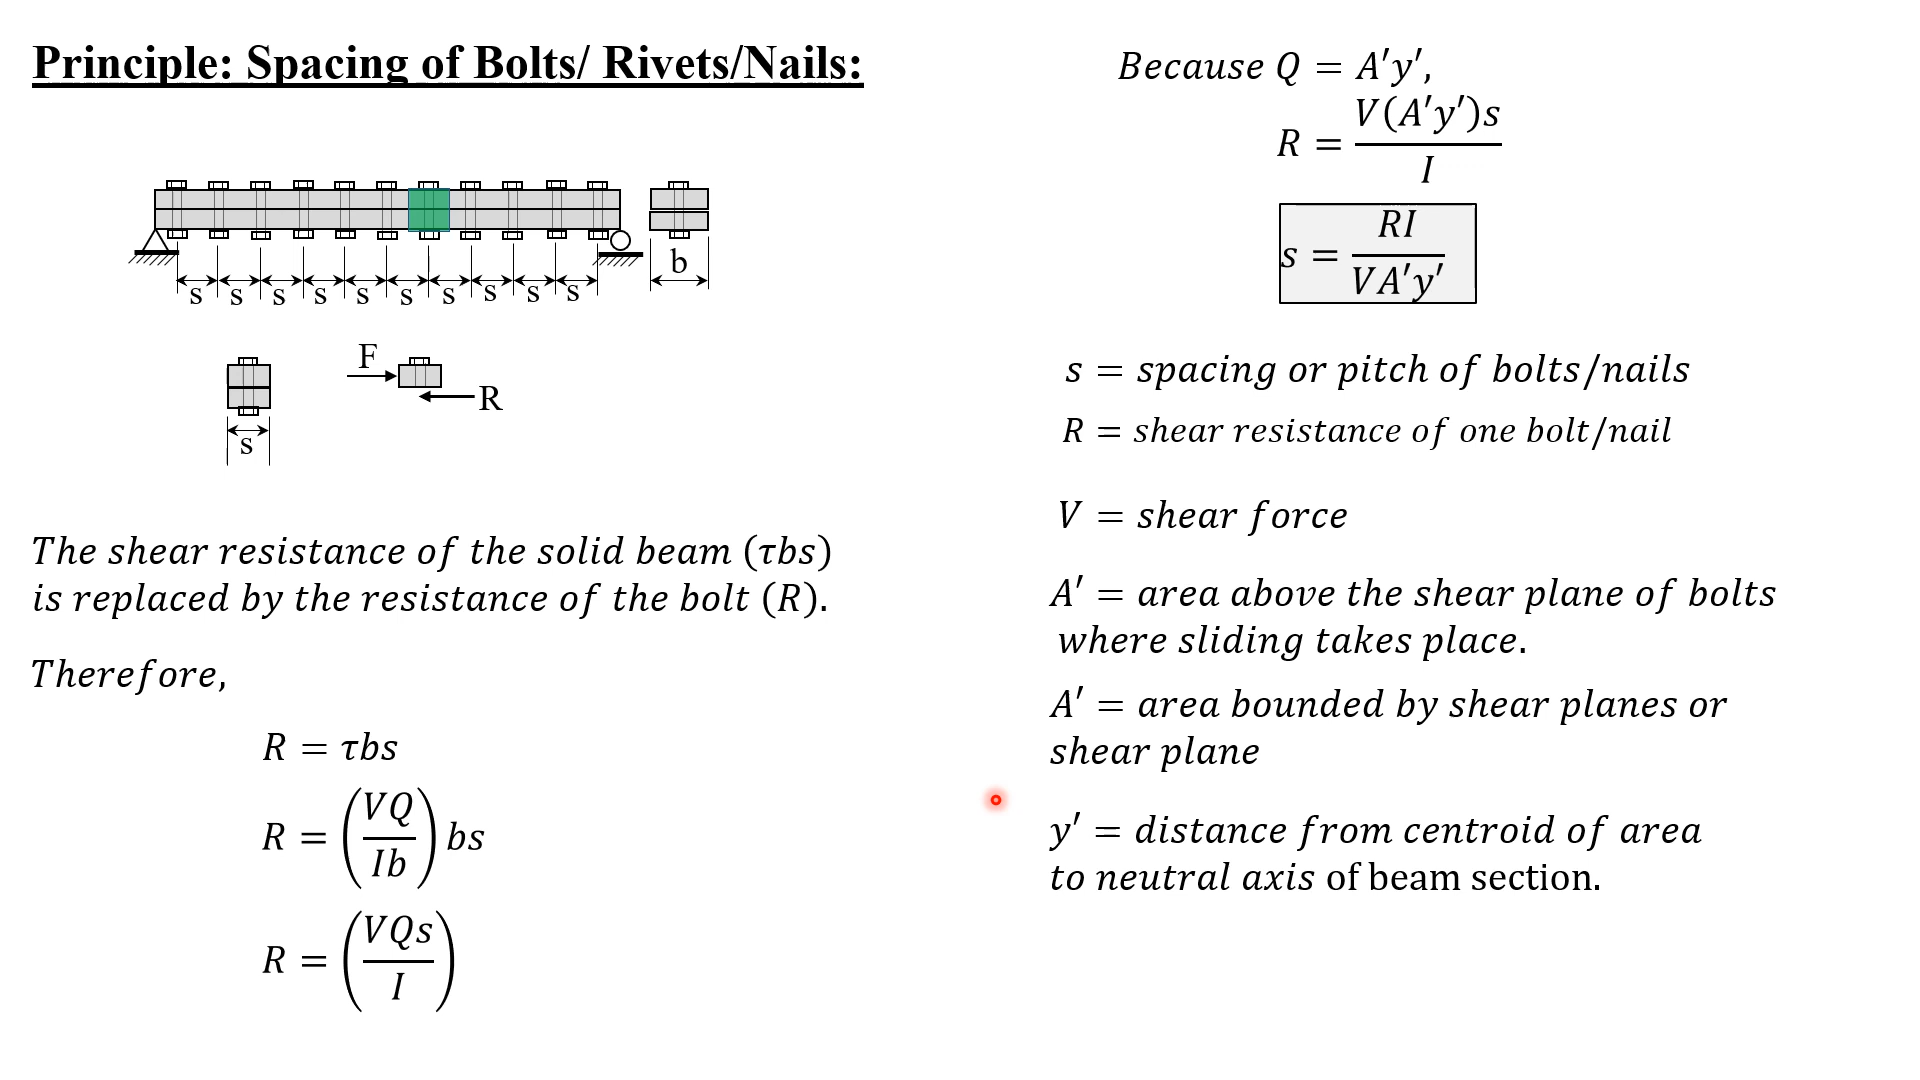 Principle: Spacing of Bolts/ Rivets/Nails:
b
s s s s s s s s s s
F
R
s
The shear resistance of the solid beam (τbs)
is replaced by the resistance of the bolt (R).
Therefore,
R = τbs
R = (VQ/Ib) bs
R = (VQs/I)
Because Q = A′y′,
R = V(A′y′)s/I
s = RI/VA′y′
s = spacing or pitch of bolts/nails
R = shear resistance of one bolt/nail
V = shear force
A′ = area above the shear plane of bolts
where sliding takes place.
A′ = area bounded by shear planes or
shear plane
y′ = distance from centroid of area
to neutral axis of beam section.